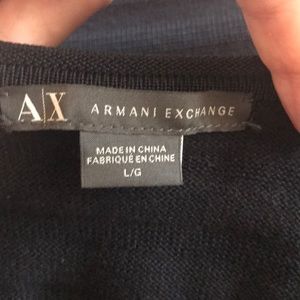 A|X ARMANI EXCHANGE
MADE IN CHINA
FABRIQUÉ EN CHINE
L/G